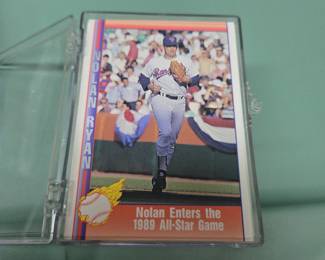 NOLAN RYAN
Nolan Enters the
1989 All-Star Game